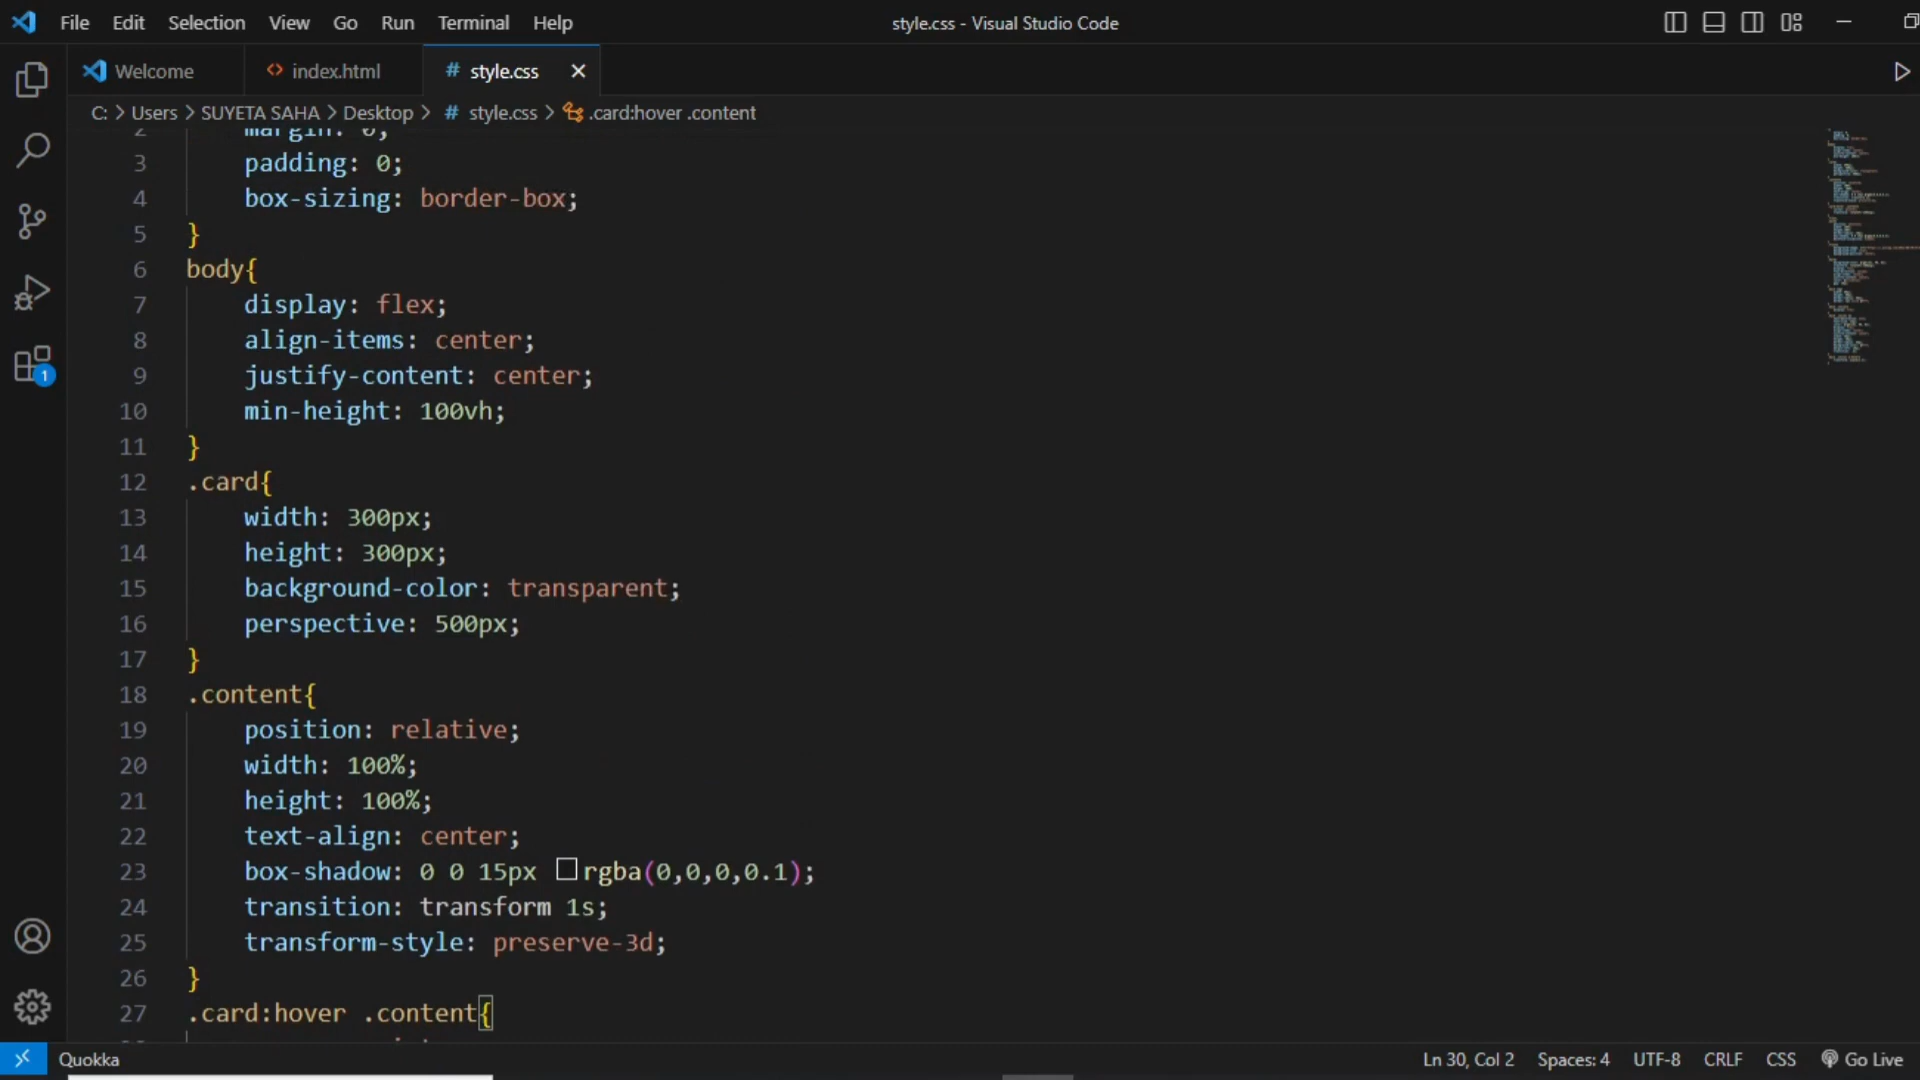 File Edit Selection View Go Run Terminal Help style.css - Visual Studio Code
Welcome <> index.html # style.css
C: > Users > SUYETA SAHA > Desktop > # style.css > .card:hover .content
2 margin: 0;
3 padding: 0;
4 box-sizing: border-box;
5 }
6 body{
7 display: flex;
8 align-items: center;
9 justify-content: center;
10 min-height: 100vh;
11 }
12 .card{
13 width: 300px;
14 height: 300px;
15 background-color: transparent;
16 perspective: 500px;
17 }
18 .content{
19 position: relative;
20 width: 100%;
21 height: 100%;
22 text-align: center;
23 box-shadow: 0 0 15px rgba(0,0,0,0.1);
24 transition: transform 1s;
25 transform-style: preserve-3d;
26 }
27 .card:hover .content{
1
Quokka Ln 30, Col 2 Spaces: 4 UTF-8 CRLF CSS Go Live